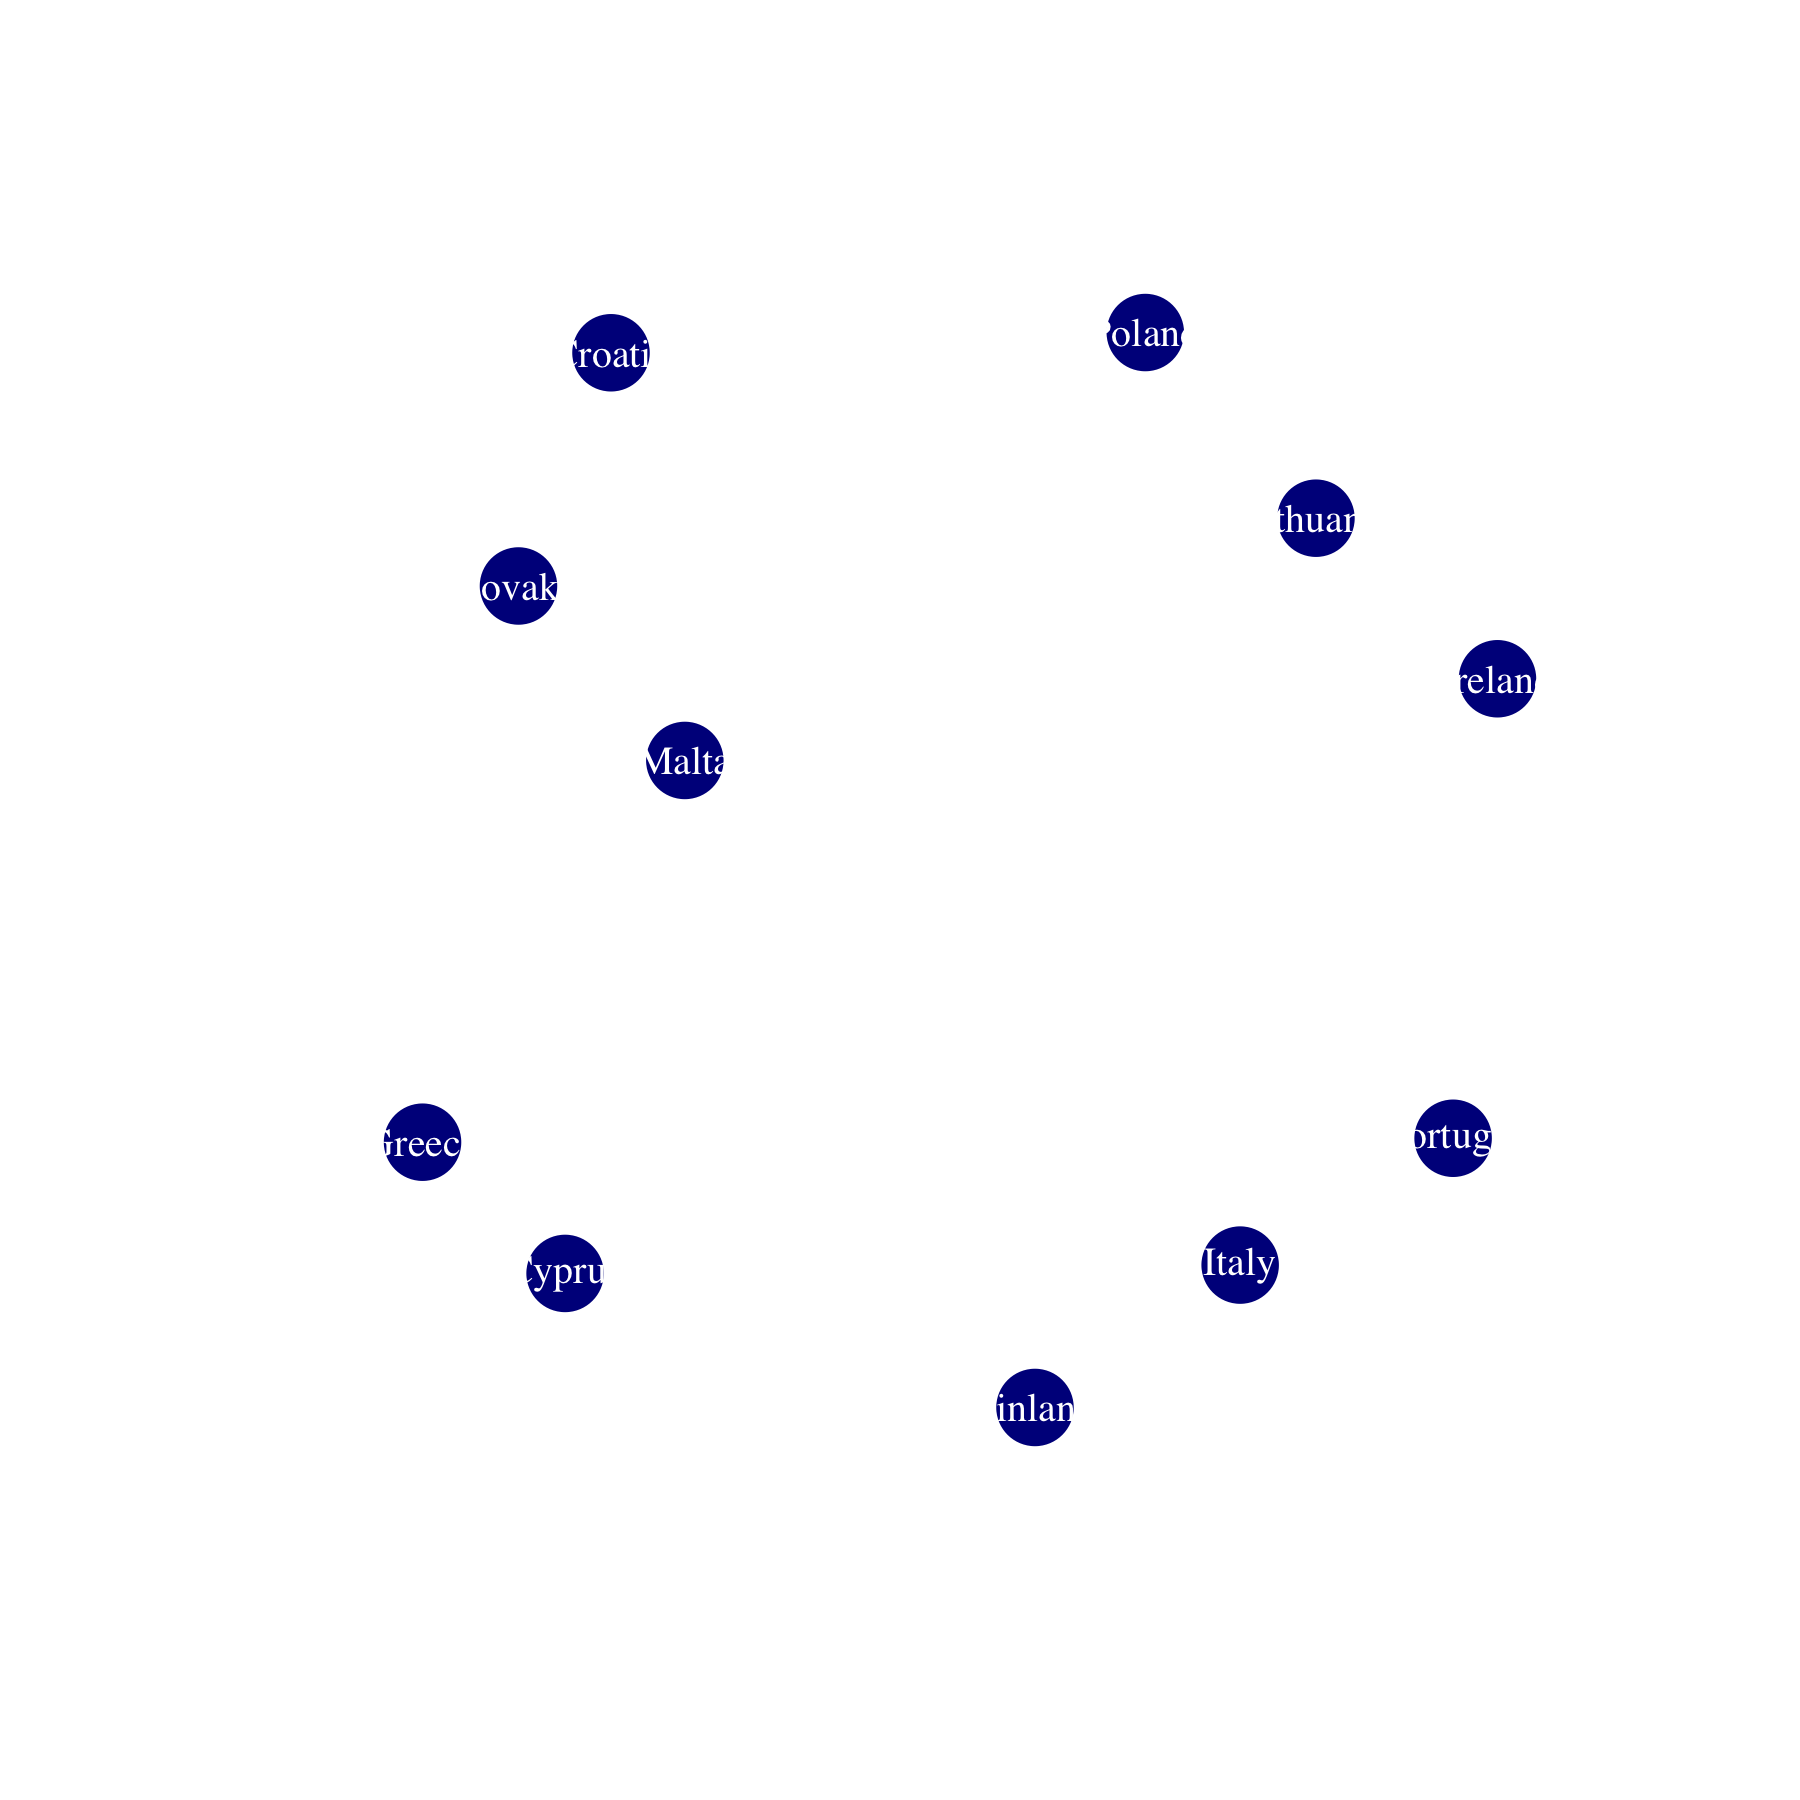 Poland
Croatia
Lithuania
Slovakia
Ireland
Malta
Portugal
Greece
Italy
Cyprus
Finland